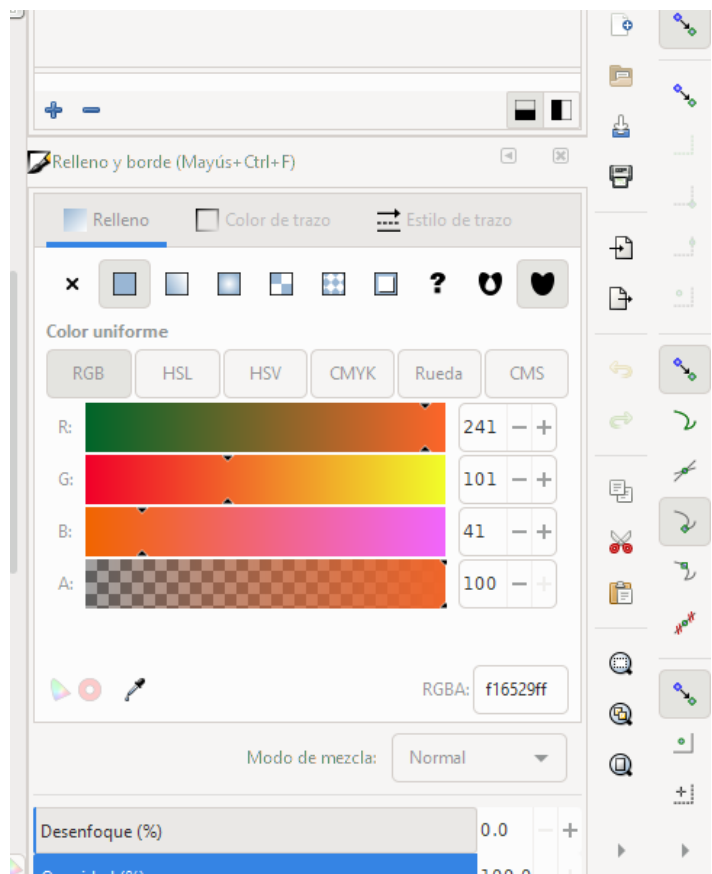 Relleno y borde (Mayús+Ctrl+F)
Relleno Color de trazo Estilo de trazo
?
Color uniforme
RGB HSL HSV CMYK Rueda CMS
R: 241 − +
G: 101 − +
B: 41 − +
A: 100 − +
RGBA: f16529ff
Modo de mezcla: Normal
Desenfoque (%) 0.0 − +